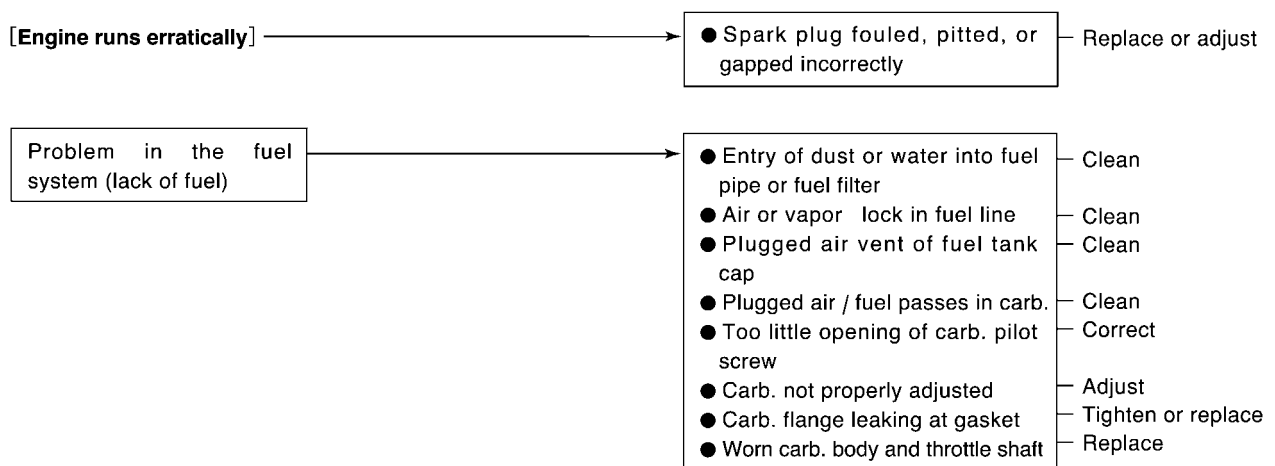 [Engine runs erratically]
● Spark plug fouled, pitted, or
gapped incorrectly
Replace or adjust
Problem in the fuel
system (lack of fuel)
● Entry of dust or water into fuel
pipe or fuel filter
Clean
● Air or vapor lock in fuel line
Clean
● Plugged air vent of fuel tank
cap
Clean
● Plugged air / fuel passes in carb.
Clean
● Too little opening of carb. pilot
screw
Correct
● Carb. not properly adjusted
Adjust
● Carb. flange leaking at gasket
Tighten or replace
● Worn carb. body and throttle shaft
Replace